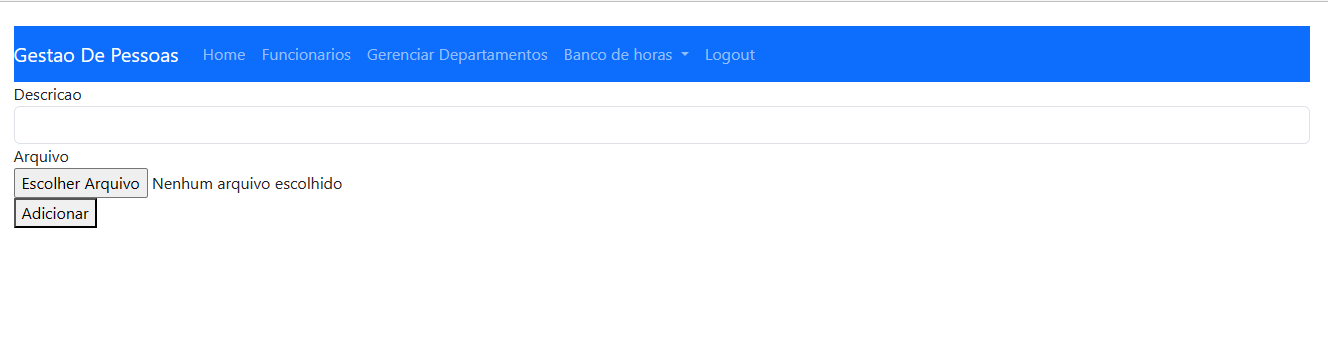 Gestao De Pessoas Home Funcionarios Gerenciar Departamentos Banco de horas Logout
Descricao
Arquivo
Escolher Arquivo Nenhum arquivo escolhido
Adicionar